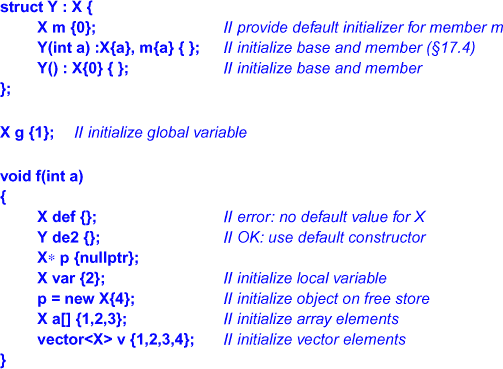 struct Y : X {
X m {0}; // provide default initializer for member m
Y(int a) :X{a}, m{a} { }; // initialize base and member (§17.4)
Y() : X{0} { }; // initialize base and member
};
X g {1}; // initialize global variable
void f(int a)
{
X def {}; // error: no default value for X
Y de2 {}; // OK: use default constructor
X∗ p {nullptr};
X var {2}; // initialize local variable
p = new X{4}; // initialize object on free store
X a[] {1,2,3}; // initialize array elements
vector<X> v {1,2,3,4}; // initialize vector elements
}